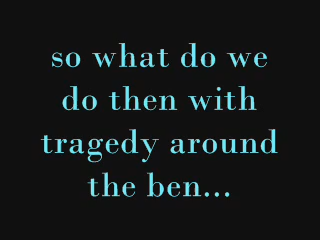 so what do we
do then with
tragedy around
the ben...